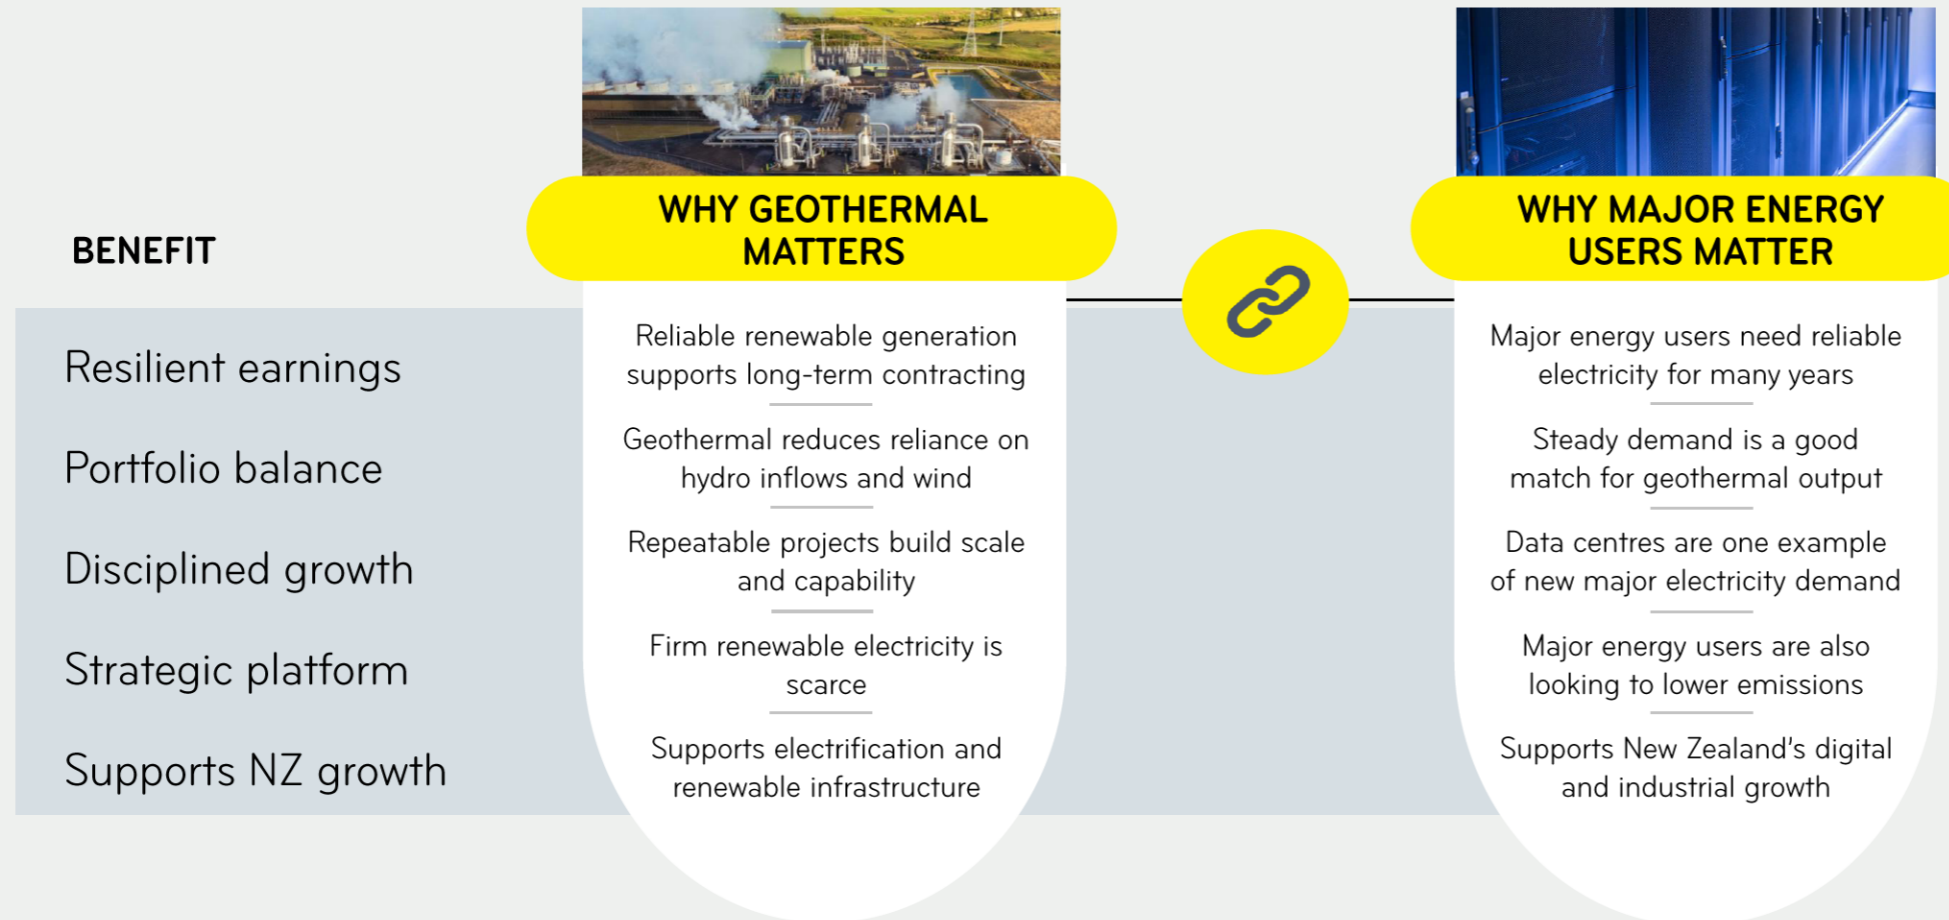 BENEFIT
WHY GEOTHERMAL
MATTERS
WHY MAJOR ENERGY
USERS MATTER
Resilient earnings
Reliable renewable generation
supports long-term contracting
Major energy users need reliable
electricity for many years
Portfolio balance
Geothermal reduces reliance on
hydro inflows and wind
Steady demand is a good
match for geothermal output
Disciplined growth
Repeatable projects build scale
and capability
Data centres are one example
of new major electricity demand
Strategic platform
Firm renewable electricity is
scarce
Major energy users are also
looking to lower emissions
Supports NZ growth
Supports electrification and
renewable infrastructure
Supports New Zealand's digital
and industrial growth